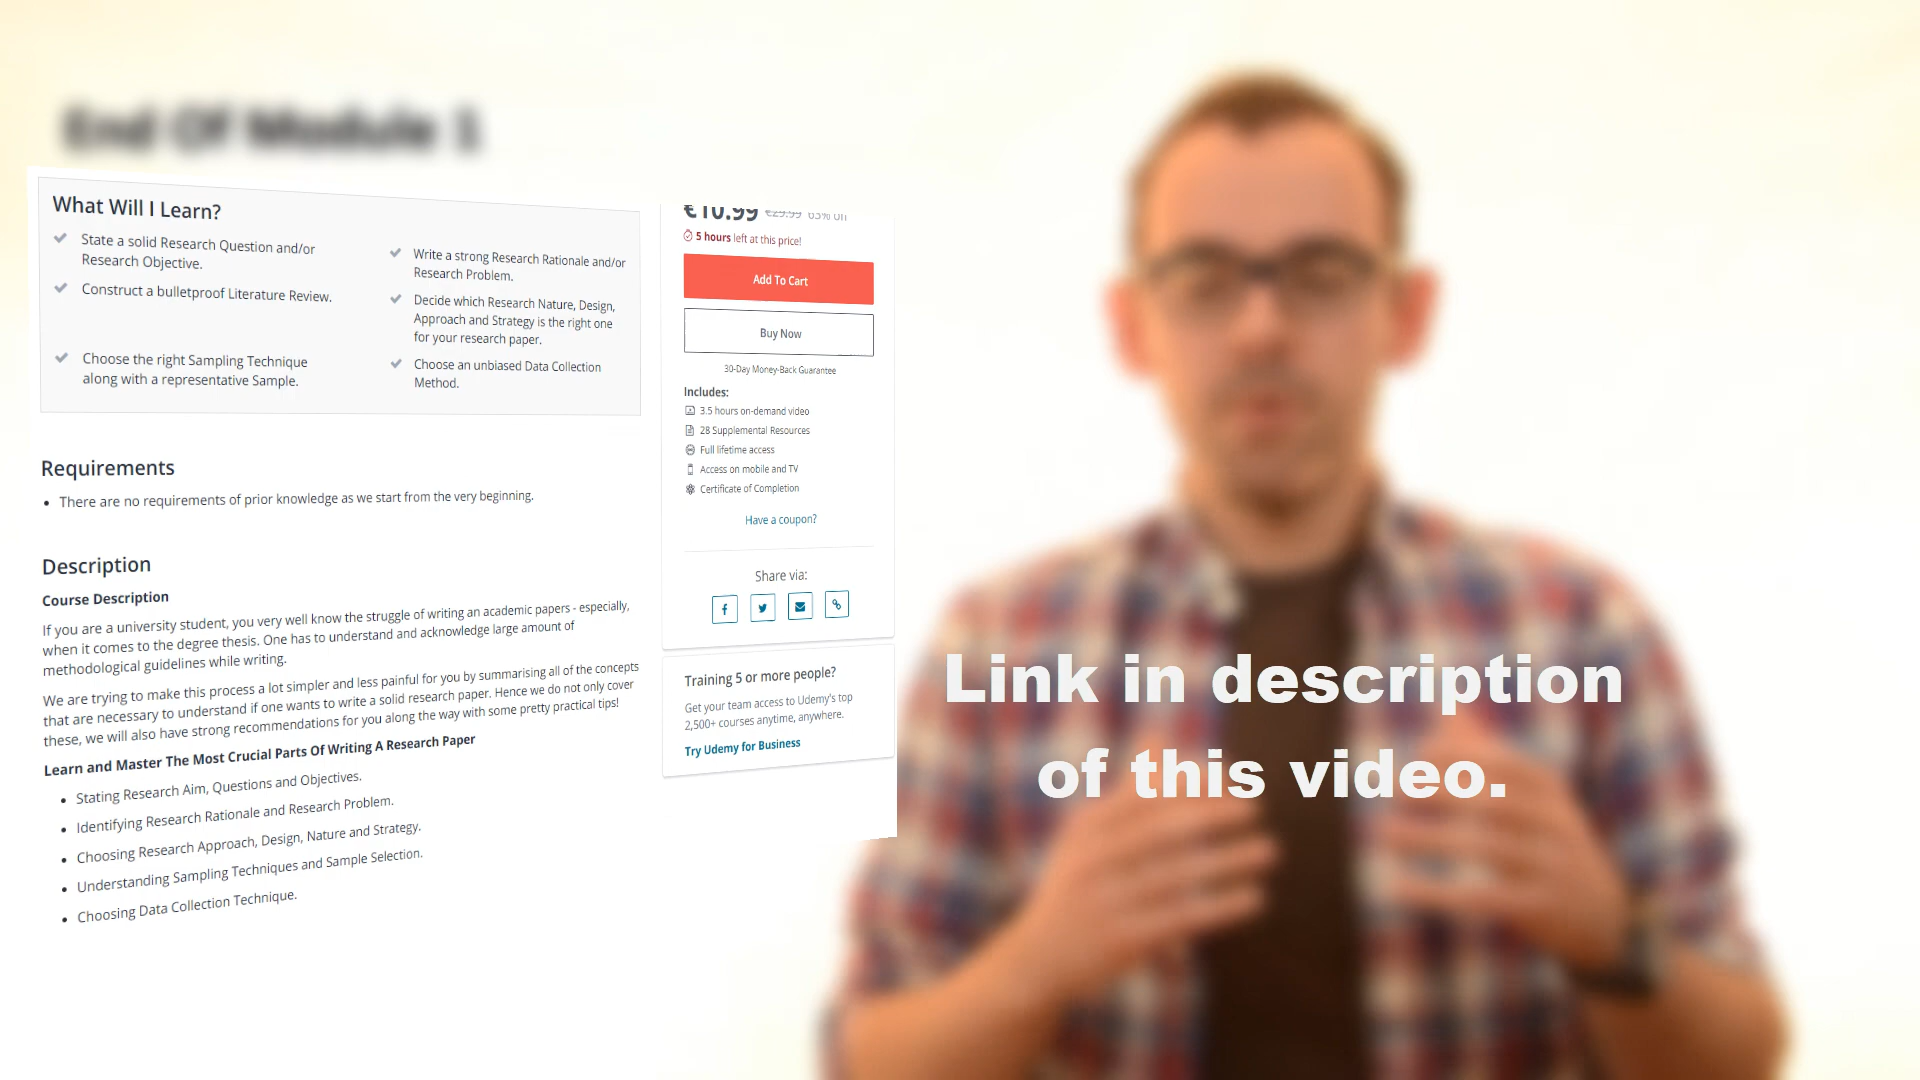 End Of Module 1
What Will I Learn?
State a solid Research Question and/or
Research Objective.
Construct a bulletproof Literature Review.
Choose the right Sampling Technique
along with a representative Sample.
Write a strong Research Rationale and/or
Research Problem.
Decide which Research Nature, Design,
Approach and Strategy is the right one
for your research paper.
Choose an unbiased Data Collection
Method.
Requirements
There are no requirements of prior knowledge as we start from the very beginning.
Description
Course Description
If you are a university student, you very well know the struggle of writing an academic papers - especially,
when it comes to the degree thesis. One has to understand and acknowledge large amount of
methodological guidelines while writing.
We are trying to make this process a lot simpler and less painful for you by summarising all of the concepts
that are necessary to understand if one wants to write a solid research paper. Hence we do not only cover
these, we will also have strong recommendations for you along the way with some pretty practical tips!
Learn and Master The Most Crucial Parts Of Writing A Research Paper
Stating Research Aim, Questions and Objectives.
Identifying Research Rationale and Research Problem.
Choosing Research Approach, Design, Nature and Strategy.
Understanding Sampling Techniques and Sample Selection.
Choosing Data Collection Technique.
€10.99 €29.99 63% off
5 hours left at this price!
Add To Cart
Buy Now
30-Day Money-Back Guarantee
Includes:
3.5 hours on-demand video
28 Supplemental Resources
Full lifetime access
Access on mobile and TV
Certificate of Completion
Have a coupon?
Share via:
Training 5 or more people?
Get your team access to Udemy's top
2,500+ courses anytime, anywhere.
Try Udemy for Business
Link in description
of this video.